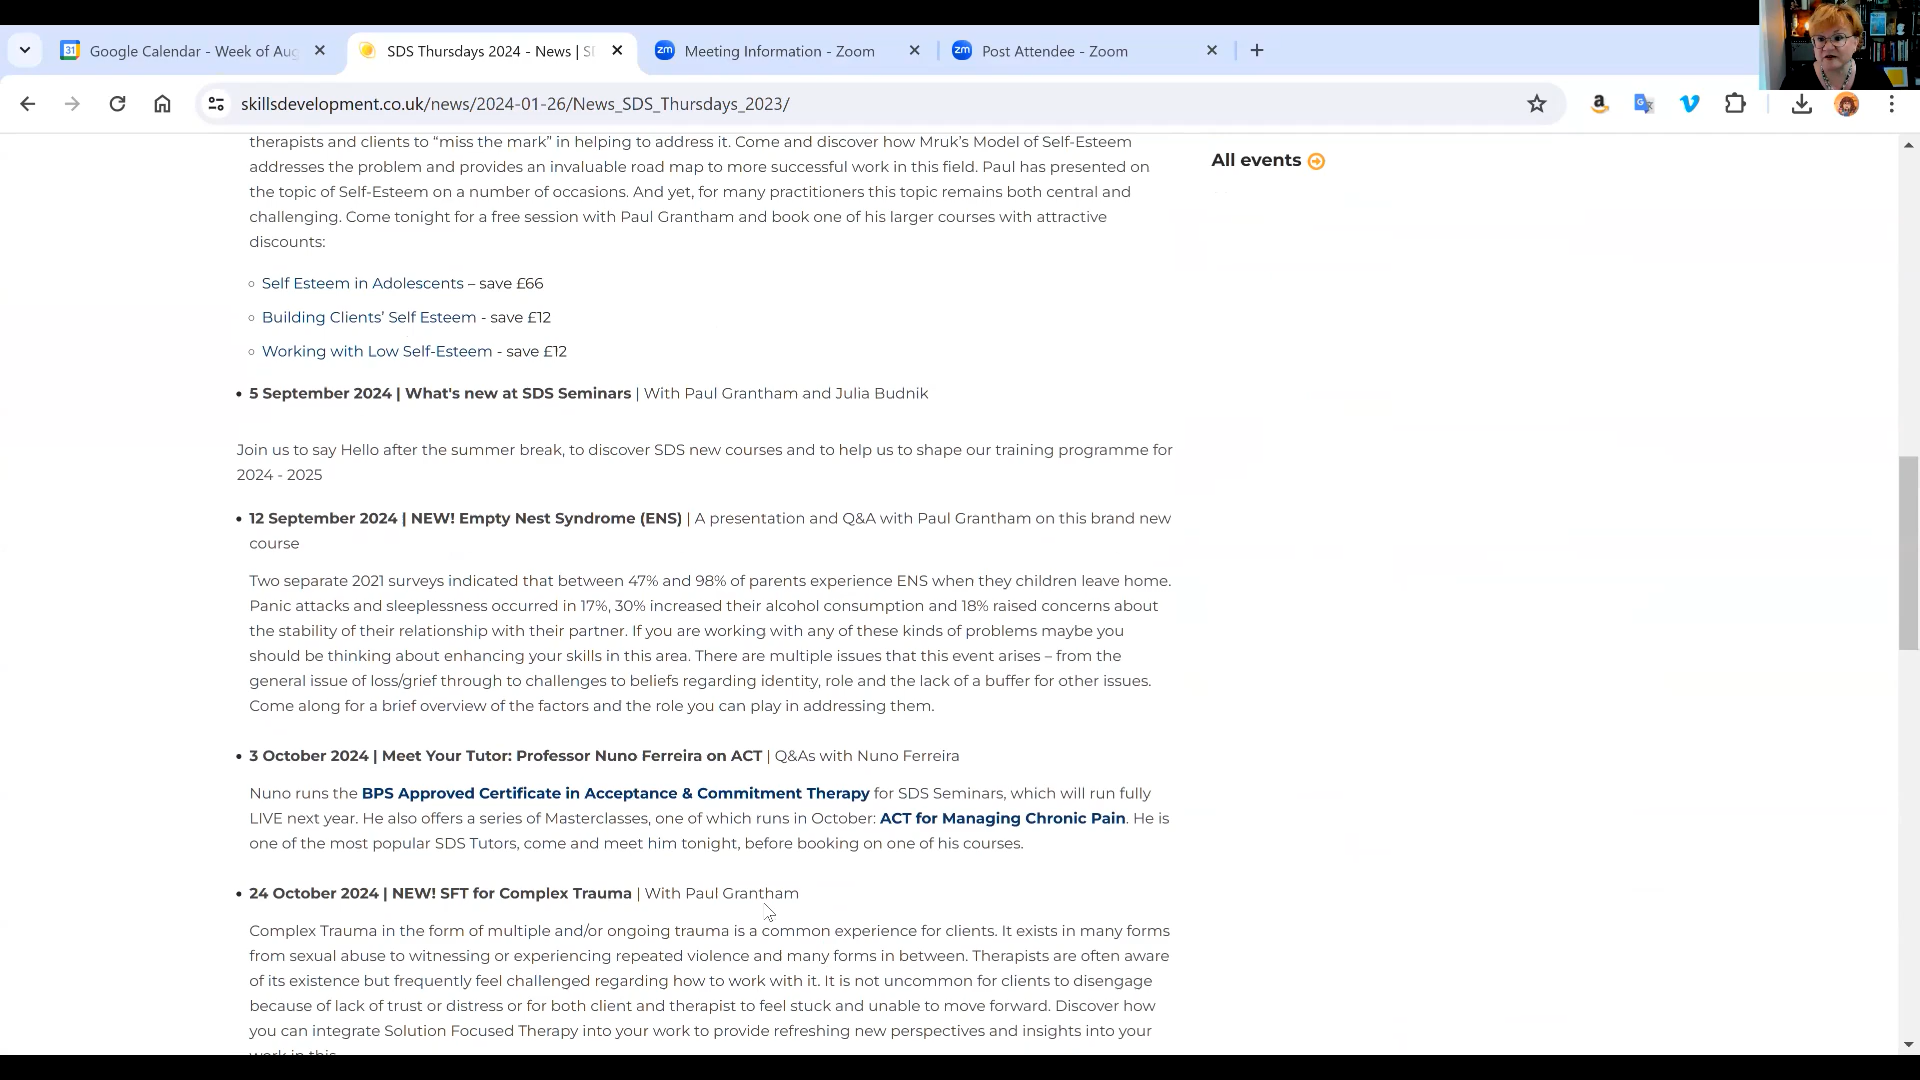 Google Calendar - Week of Aug
SDS Thursdays 2024 - News | S
Meeting Information - Zoom
Post Attendee - Zoom
skillsdevelopment.co.uk/news/2024-01-26/News_SDS_Thursdays_2023/
therapists and clients to “miss the mark” in helping to address it. Come and discover how Mruk’s Model of Self-Esteem
addresses the problem and provides an invaluable road map to more successful work in this field. Paul has presented on
the topic of Self-Esteem on a number of occasions. And yet, for many practitioners this topic remains both central and
challenging. Come tonight for a free session with Paul Grantham and book one of his larger courses with attractive
discounts:
Self Esteem in Adolescents – save £66
Building Clients’ Self Esteem - save £12
Working with Low Self-Esteem - save £12
5 September 2024 | What's new at SDS Seminars | With Paul Grantham and Julia Budnik
Join us to say Hello after the summer break, to discover SDS new courses and to help us to shape our training programme for
2024 - 2025
12 September 2024 | NEW! Empty Nest Syndrome (ENS) | A presentation and Q&A with Paul Grantham on this brand new
course
Two separate 2021 surveys indicated that between 47% and 98% of parents experience ENS when they children leave home.
Panic attacks and sleeplessness occurred in 17%, 30% increased their alcohol consumption and 18% raised concerns about
the stability of their relationship with their partner. If you are working with any of these kinds of problems maybe you
should be thinking about enhancing your skills in this area. There are multiple issues that this event arises – from the
general issue of loss/grief through to challenges to beliefs regarding identity, role and the lack of a buffer for other issues.
Come along for a brief overview of the factors and the role you can play in addressing them.
3 October 2024 | Meet Your Tutor: Professor Nuno Ferreira on ACT | Q&As with Nuno Ferreira
Nuno runs the BPS Approved Certificate in Acceptance & Commitment Therapy for SDS Seminars, which will run fully
LIVE next year. He also offers a series of Masterclasses, one of which runs in October: ACT for Managing Chronic Pain. He is
one of the most popular SDS Tutors, come and meet him tonight, before booking on one of his courses.
24 October 2024 | NEW! SFT for Complex Trauma | With Paul Grantham
Complex Trauma in the form of multiple and/or ongoing trauma is a common experience for clients. It exists in many forms
from sexual abuse to witnessing or experiencing repeated violence and many forms in between. Therapists are often aware
of its existence but frequently feel challenged regarding how to work with it. It is not uncommon for clients to disengage
because of lack of trust or distress or for both client and therapist to feel stuck and unable to move forward. Discover how
you can integrate Solution Focused Therapy into your work to provide refreshing new perspectives and insights into your
work in this
All events